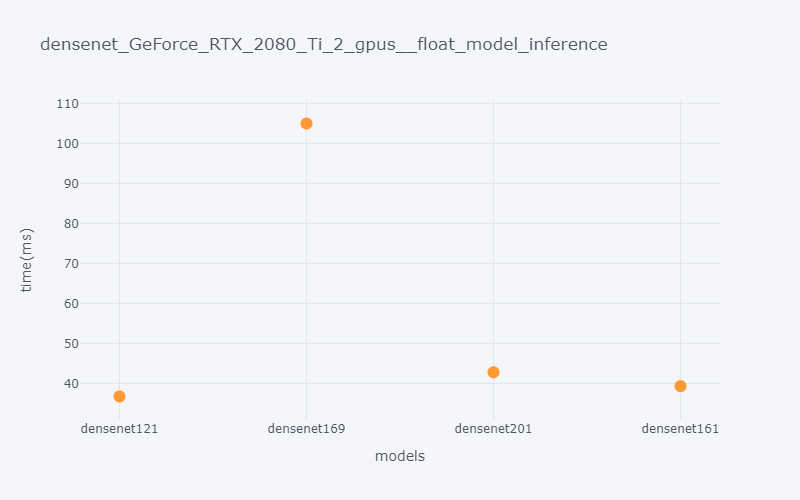 densenet_GeForce_RTX_2080_Ti_2_gpus__float_model_inference
110
100
90
80
70
60
50
40
time(ms)
densenet121 densenet169 densenet201 densenet161
models